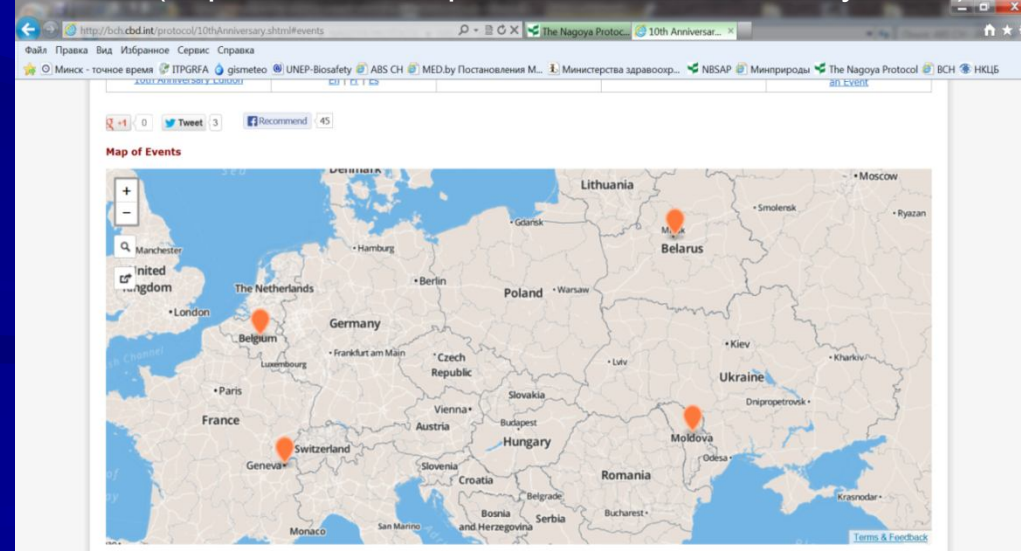 http://bch.cbd.int/protocol/10thAnniversary.shtml#events
The Nagoya Protoc...
10th Anniversar...
Файл Правка Вид Избранное Сервис Справка
Минск - точное время ITPGRFA gismeteo UNEP-Biosafety ABS CH MED.by Постановления М... Министерства здравоохр... NBSAP Минприроды The Nagoya Protocol BCH НКЦБ
10th Anniversary Edition
En | Fr | Es
an Event
+1 0 Tweet 3 Recommend 45
Map of Events
Denmark
Lithuania
Moscow
Smolensk
Ryazan
Gdansk
Manchester
Hamburg
Belarus
United Kingdom
The Netherlands
Berlin
Poland
Warsaw
London
Belgium
Germany
Kiev
Luxembourg
Frankfurt am Main
Czech Republic
Lviv
Kharkiv
Ukraine
Paris
Slovakia
Dnipropetrovsk
France
Vienna
Austria
Budapest
Hungary
Moldova
Switzerland
Geneva
Slovenia
Romania
Odesa
Croatia
Belgrade
Krasnodar
Bosnia and Herzegovina
Serbia
Bucharest
Monaco
San Marino
Terms & Feedback